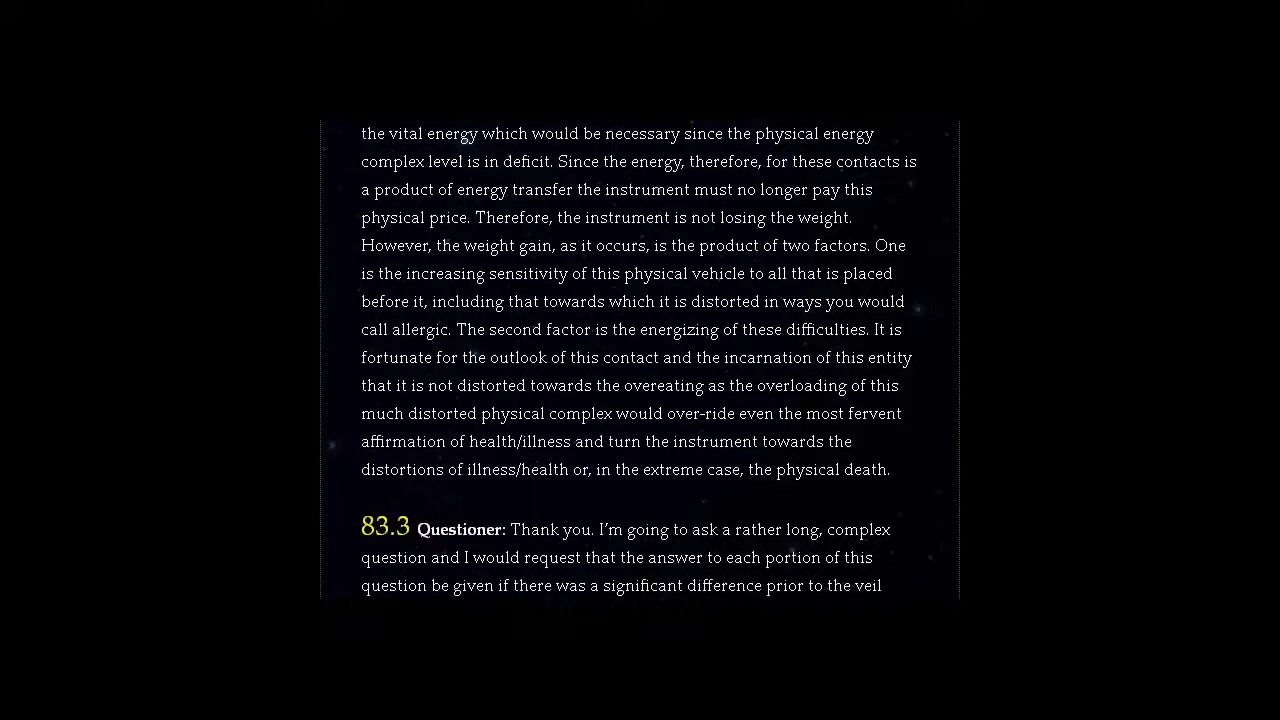 the vital energy which would be necessary since the physical energy
complex level is in deficit. Since the energy, therefore, for these contacts is
a product of energy transfer the instrument must no longer pay this
physical price. Therefore, the instrument is not losing the weight.
However, the weight gain, as it occurs, is the product of two factors. One
is the increasing sensitivity of this physical vehicle to all that is placed
before it, including that towards which it is distorted in ways you would
call allergic. The second factor is the energizing of these difficulties. It is
fortunate for the outlook of this contact and the incarnation of this entity
that it is not distorted towards the overeating as the overloading of this
much distorted physical complex would over-ride even the most fervent
affirmation of health/illness and turn the instrument towards the
distortions of illness/health or, in the extreme case, the physical death.
83.3 Questioner: Thank you. I’m going to ask a rather long, complex
question and I would request that the answer to each portion of this
question be given if there was a significant difference prior to the veil